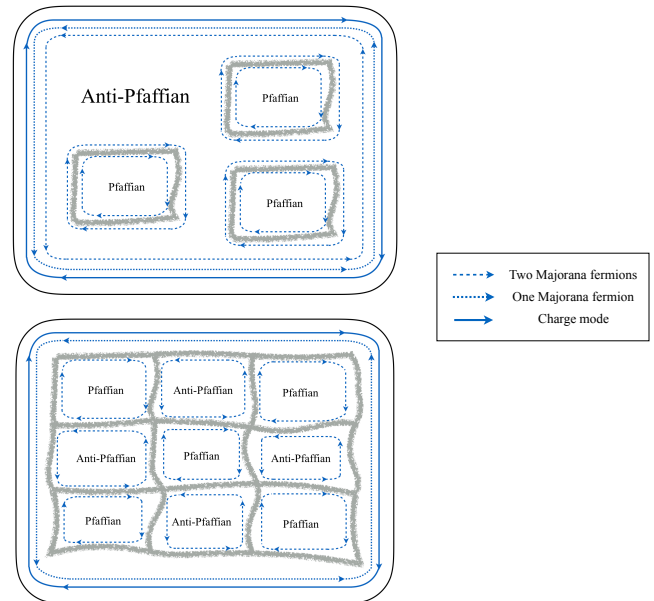 Anti-Pfaffian
Pfaffian
Pfaffian
Pfaffian
Two Majorana fermions
One Majorana fermion
Charge mode
Pfaffian
Anti-Pfaffian
Pfaffian
Anti-Pfaffian
Pfaffian
Anti-Pfaffian
Pfaffian
Anti-Pfaffian
Pfaffian